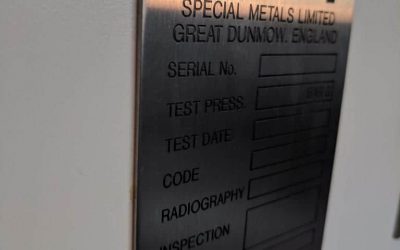 SPECIAL METALS LIMITED
GREAT DUNMOW, ENGLAND
SERIAL No.
TEST PRESS.
TEST DATE
CODE
RADIOGRAPHY
INSPECTION